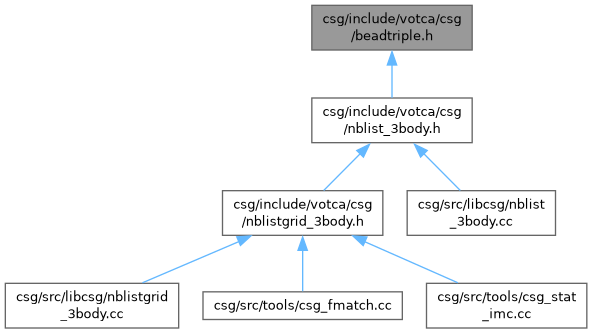 csg/include/votca/csg
/beadtriple.h
csg/include/votca/csg
/nblist_3body.h
csg/include/votca/csg
/nblistgrid_3body.h
csg/src/libcsg/nblist
_3body.cc
csg/src/libcsg/nblistgrid
_3body.cc
csg/src/tools/csg_fmatch.cc
csg/src/tools/csg_stat
_imc.cc